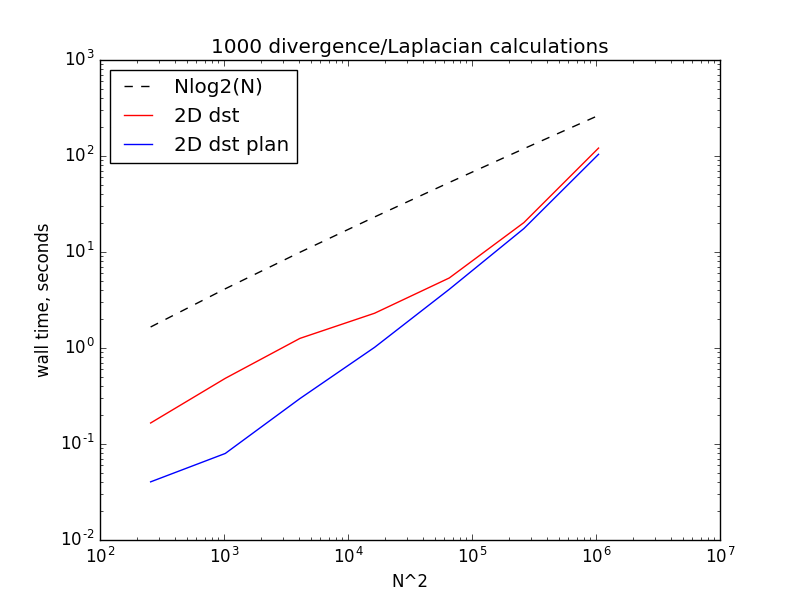 1000 divergence/Laplacian calculations
10^3
10^2
10^1
10^0
10^-1
10^-2
wall time, seconds
Nlog2(N)
2D dst
2D dst plan
10^2 10^3 10^4 10^5 10^6 10^7
N^2